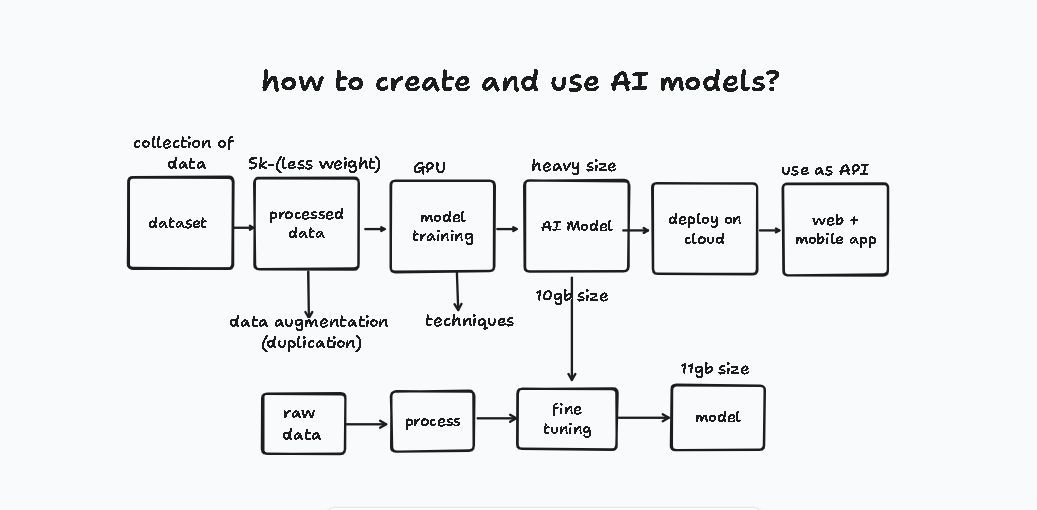 how to create and use AI models?
collection of
data
5k-(less weight)
GPU
heavy size
use as API
dataset
processed
data
model
training
AI Model
deploy on
cloud
web +
mobile app
data augmentation
(duplication)
techniques
10gb size
11gb size
raw
data
process
fine
tuning
model